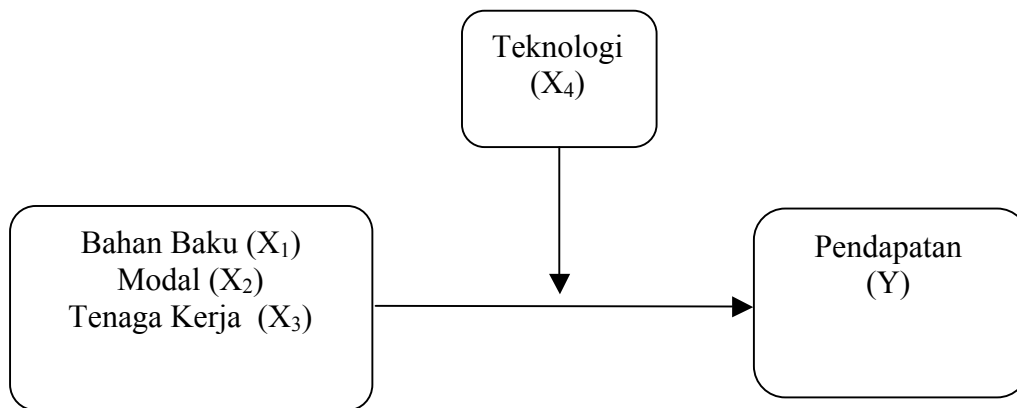 Teknologi
(X₄)
Bahan Baku (X₁)
Modal (X₂)
Tenaga Kerja (X₃)
Pendapatan
(Y)